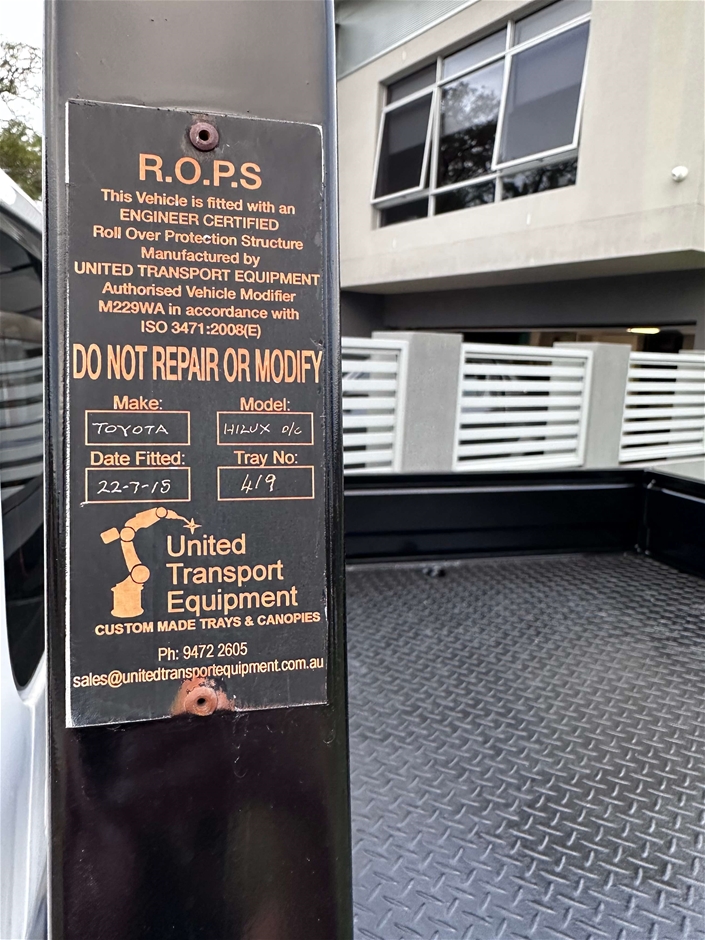 R.O.P.S
This Vehicle is fitted with an
ENGINEER CERTIFIED
Roll Over Protection Structure
Manufactured by
UNITED TRANSPORT EQUIPMENT
Authorised Vehicle Modifier
M229WA in accordance with
ISO 3471:2008(E)
DO NOT REPAIR OR MODIFY
Make: Model:
TOYOTA HILUX D/C
Date Fitted: Tray No:
22-7-15 419
United
Transport
Equipment
CUSTOM MADE TRAYS & CANOPIES
Ph: 9472 2605
sales@unitedtransportequipment.com.au